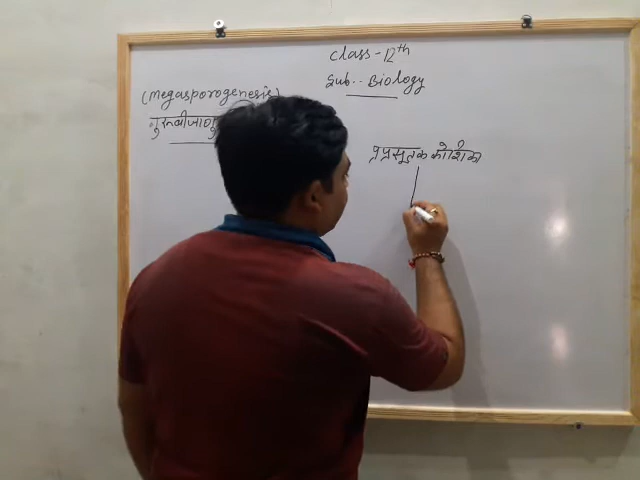 Class-12th
Sub.. Biology
(Megasporogenesis)
प्रप्रसूतक कोशिका